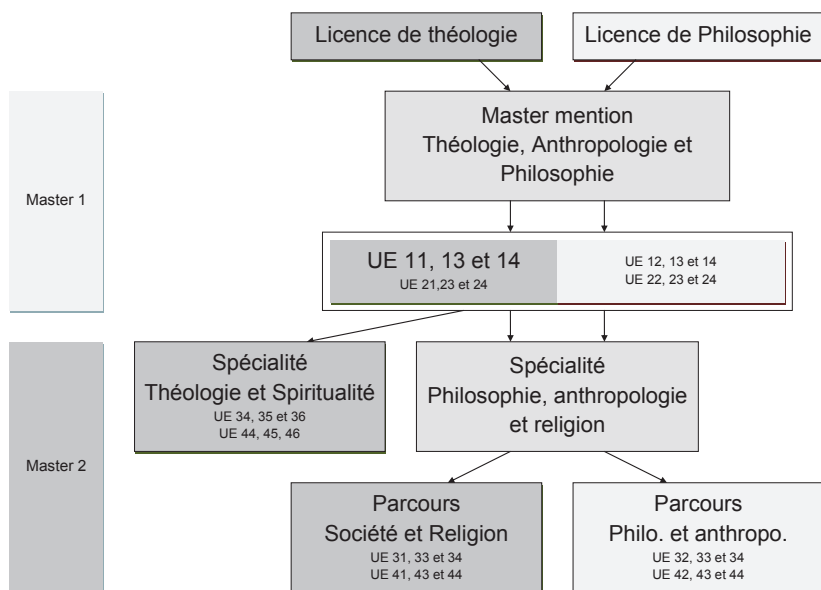 Licence de théologie
Licence de Philosophie
Master mention
Théologie, Anthropologie et
Philosophie
Master 1
UE 11, 13 et 14
UE 21,23 et 24
UE 12, 13 et 14
UE 22, 23 et 24
Spécialité
Théologie et Spiritualité
UE 34, 35 et 36
UE 44, 45, 46
Spécialité
Philosophie, anthropologie
et religion
Master 2
Parcours
Société et Religion
UE 31, 33 et 34
UE 41, 43 et 44
Parcours
Philo. et anthropo.
UE 32, 33 et 34
UE 42, 43 et 44